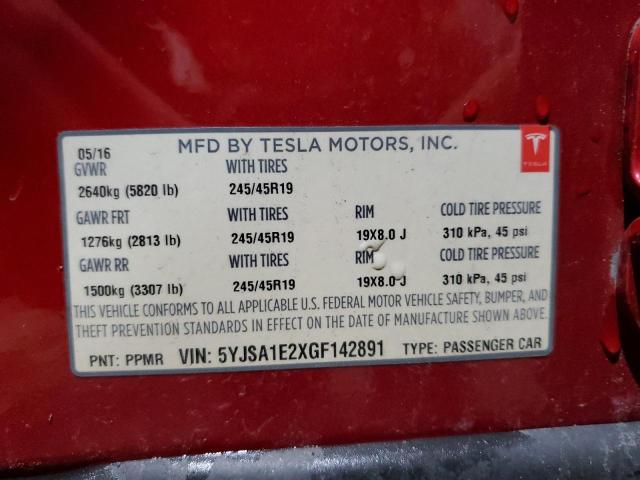 05/16 MFD BY TESLA MOTORS, INC.
TESLA
GVWR WITH TIRES
2640kg (5820 lb) 245/45R19
GAWR FRT WITH TIRES RIM COLD TIRE PRESSURE
1276kg (2813 lb) 245/45R19 19X8.0 J 310 kPa, 45 psi
GAWR RR WITH TIRES RIM COLD TIRE PRESSURE
1500kg (3307 lb) 245/45R19 19X8.0 J 310 kPa, 45 psi
THIS VEHICLE CONFORMS TO ALL APPLICABLE U.S. FEDERAL MOTOR VEHICLE SAFETY, BUMPER, AND
THEFT PREVENTION STANDARDS IN EFFECT ON THE DATE OF MANUFACTURE SHOWN ABOVE.
PNT: PPMR VIN: 5YJSA1E2XGF142891 TYPE: PASSENGER CAR